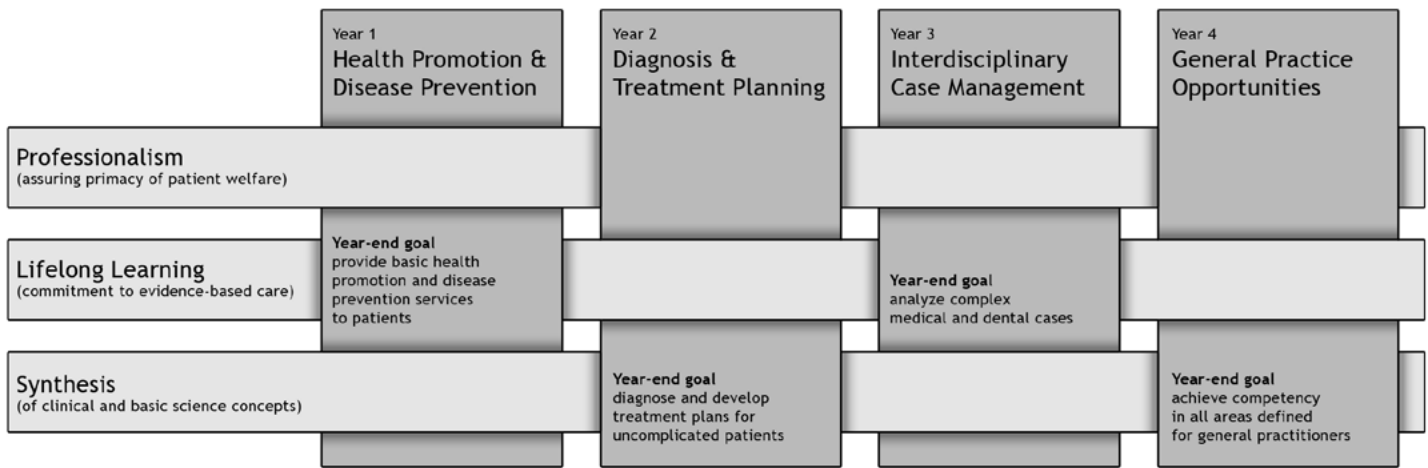 Year 1
Health Promotion &
Disease Prevention
Year 2
Diagnosis &
Treatment Planning
Year 3
Interdisciplinary
Case Management
Year 4
General Practice
Opportunities
Professionalism
(assuring primacy of patient welfare)
Lifelong Learning
(commitment to evidence-based care)
Year-end goal
provide basic health
promotion and disease
prevention services
to patients
Year-end goal
analyze complex
medical and dental cases
Synthesis
(of clinical and basic science concepts)
Year-end goal
diagnose and develop
treatment plans for
uncomplicated patients
Year-end goal
achieve competency
in all areas defined
for general practitioners